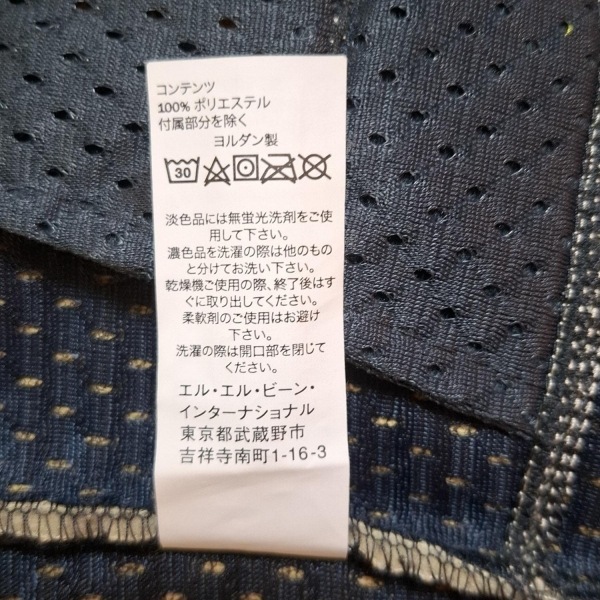 コンテンツ
100% ポリエステル
付属部分を除く
ヨルダン製
30
淡色品には無蛍光洗剤をご使
用して下さい。
濃色品を洗濯の際は他のもの
と分けてお洗い下さい。
乾燥機ご使用の際、終了後はす
ぐに取り出してください。
柔軟剤のご使用はお避け
下さい。
洗濯の際は開口部を閉じて
ください。
エル・エル・ビーン・
インターナショナル
東京都武蔵野市
吉祥寺南町1-16-3